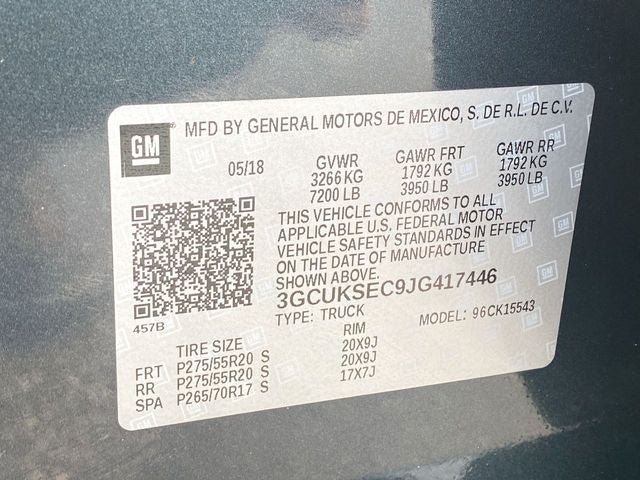 GM
MFD BY GENERAL MOTORS DE MEXICO, S. DE R.L. DE C.V.
05/18 GVWR GAWR FRT GAWR RR
3266 KG 1792 KG 1792 KG
7200 LB 3950 LB 3950 LB
THIS VEHICLE CONFORMS TO ALL
APPLICABLE U.S. FEDERAL MOTOR
VEHICLE SAFETY STANDARDS IN EFFECT
ON THE DATE OF MANUFACTURE
SHOWN ABOVE.
3GCUKSEC9JG417446
457B
TYPE: TRUCK MODEL: 96CK15543
TIRE SIZE RIM
FRT P275/55R20 S 20X9J
RR P275/55R20 S 20X9J
SPA P265/70R17 S 17X7J